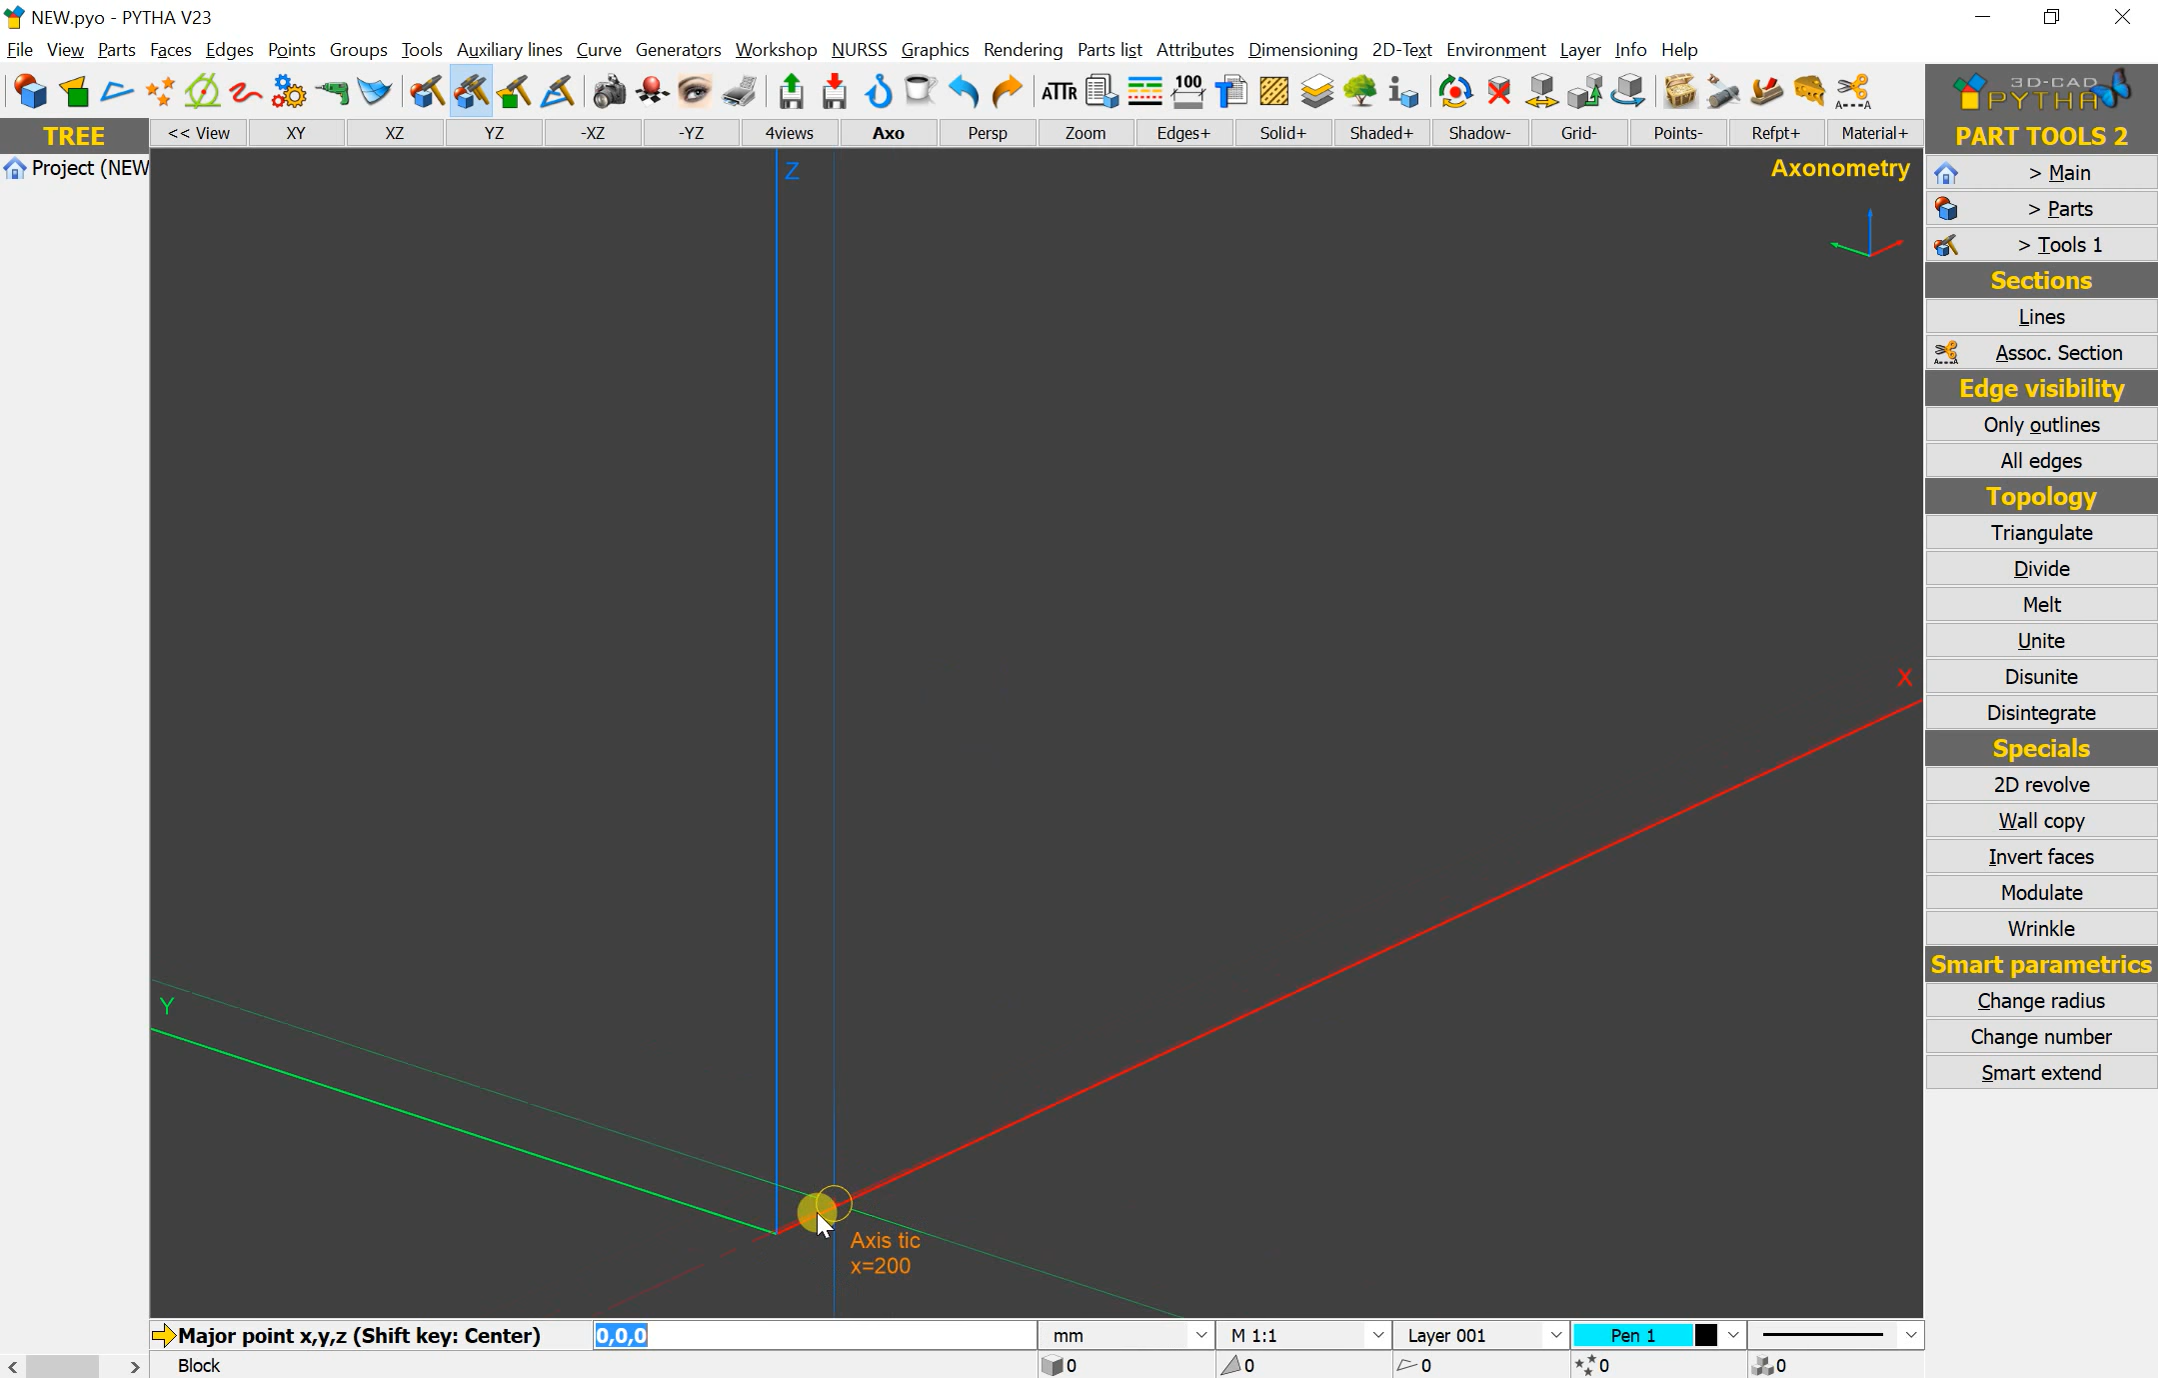 NEW.pyo - PYTHA V23
File View Parts Faces Edges Points Groups Tools Auxiliary lines Curve Generators Workshop NURSS Graphics Rendering Parts list Attributes Dimensioning 2D-Text Environment Layer Info Help
ATTR 100 A----A
3D-CAD
PYTHA
TREE
<< View XY XZ YZ -XZ -YZ 4views Axo Persp Zoom Edges+ Solid+ Shaded+ Shadow- Grid- Points- Refpt+ Material+
PART TOOLS 2
Project (NEW
Z
Axonometry
> Main
> Parts
> Tools 1
Sections
Lines
Assoc. Section
Edge visibility
Only outlines
All edges
Topology
Triangulate
Divide
Melt
Unite
Disunite
X
Disintegrate
Specials
2D revolve
Wall copy
Invert faces
Modulate
Wrinkle
Smart parametrics
Y
Change radius
Change number
Smart extend
Axis tic
x=200
Major point x,y,z (Shift key: Center) 0,0,0 mm M 1:1 Layer 001 Pen 1
Block 0 0 0 0 0